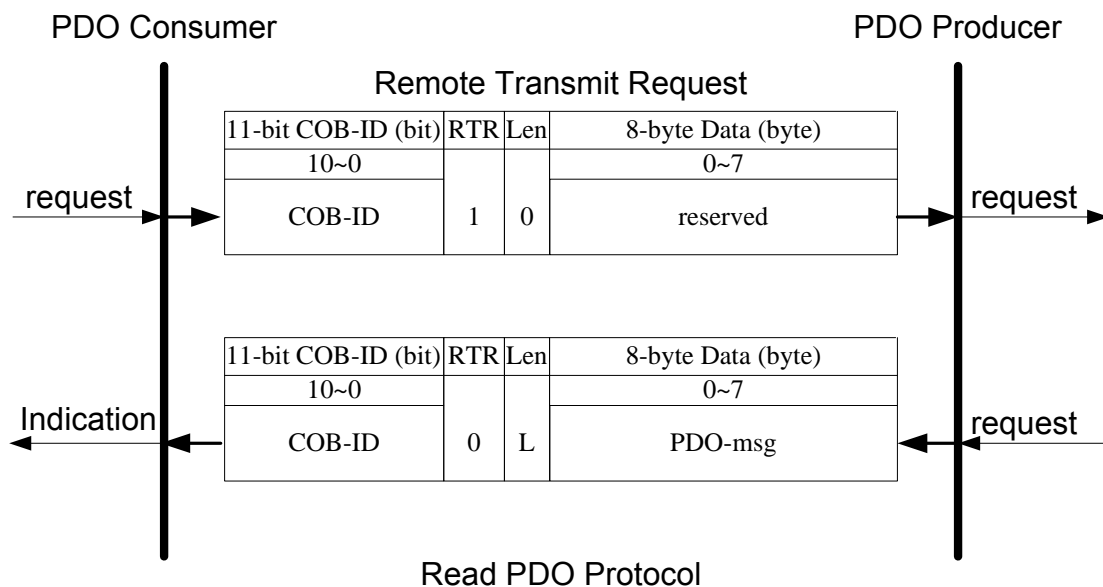 PDO Consumer
PDO Producer
Remote Transmit Request
11-bit COB-ID (bit) RTR Len 8-byte Data (byte)
10~0 0~7
request
COB-ID 1 0 reserved
request
11-bit COB-ID (bit) RTR Len 8-byte Data (byte)
10~0 0~7
Indication
COB-ID 0 L PDO-msg
request
Read PDO Protocol